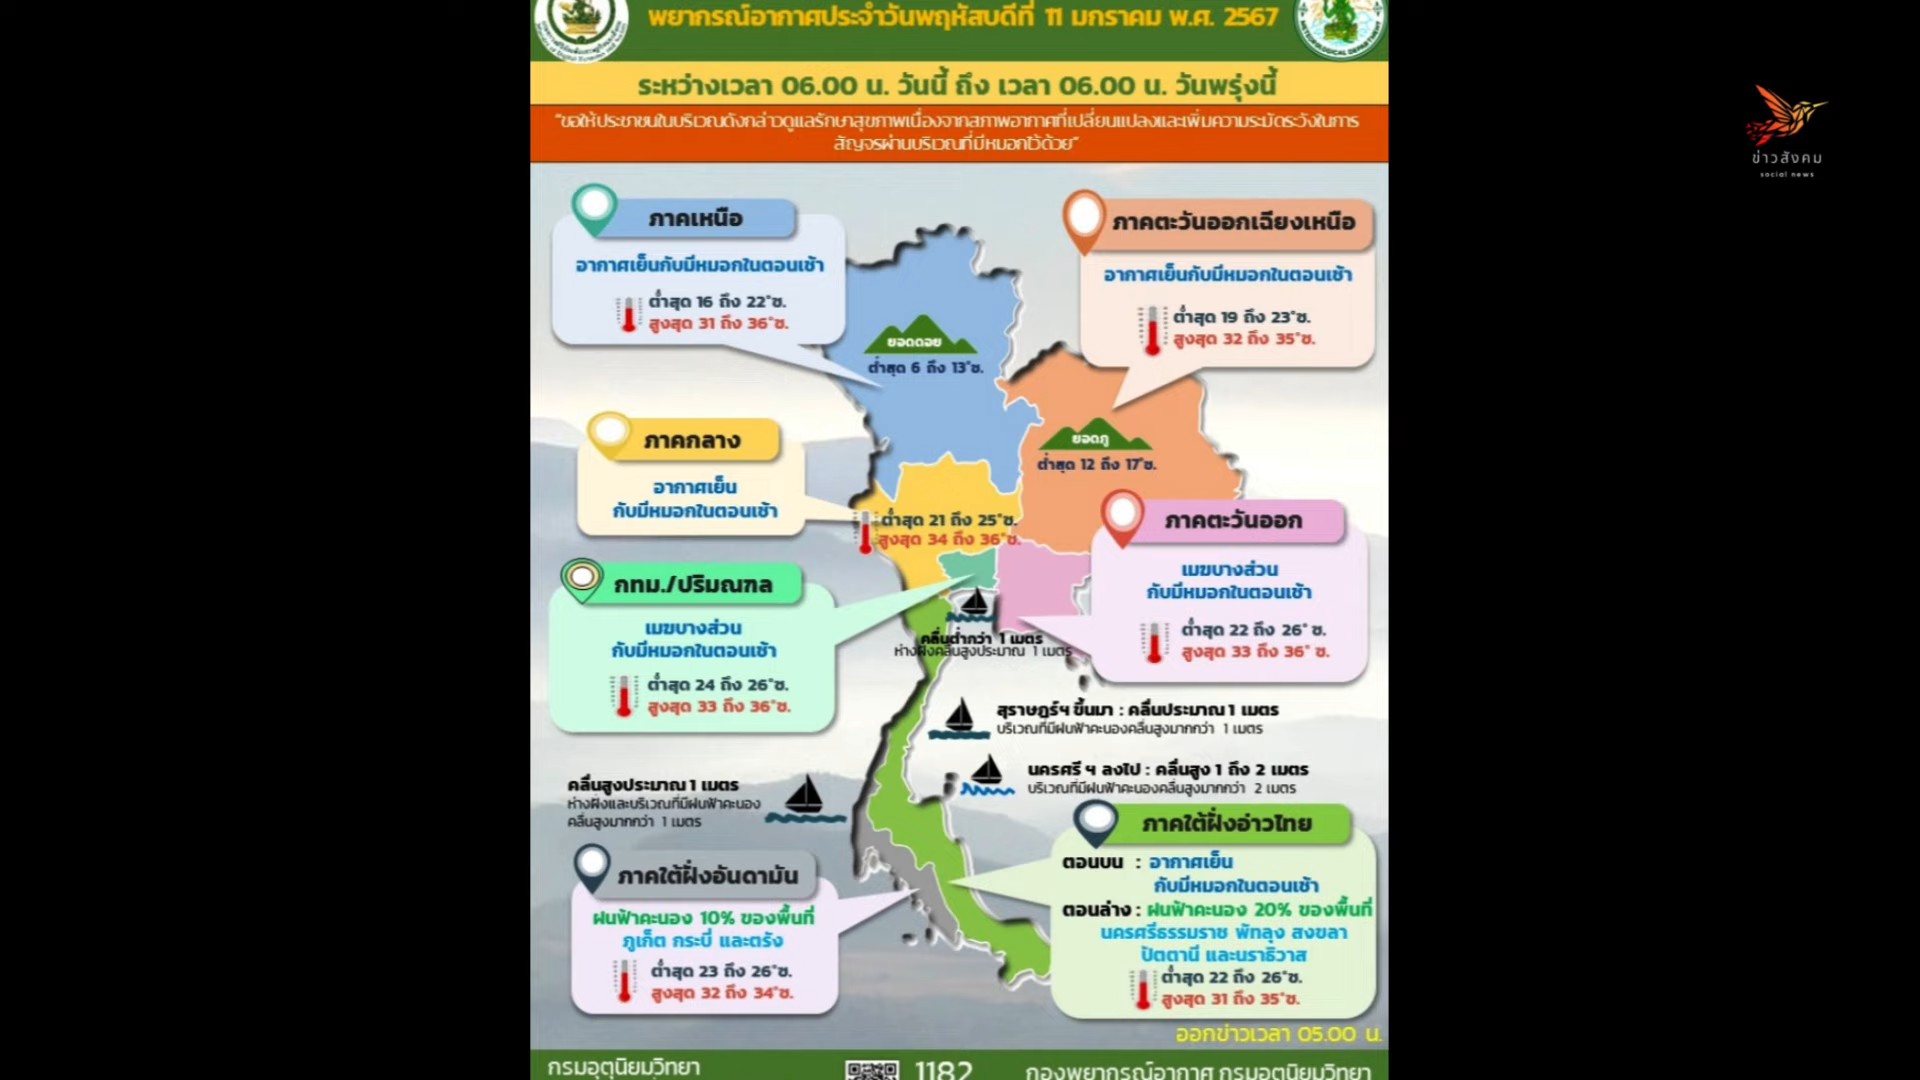 พยากรณ์อากาศประจำวันพฤหัสบดีที่ 11 มกราคม พ.ศ. 2567
ระหว่างเวลา 06.00 น. วันนี้ ถึง เวลา 06.00 น. วันพรุ่งนี้
"ขอให้ประชาชนในบริเวณดังกล่าวดูแลรักษาสุขภาพเนื่องจากสภาพอากาศที่เปลี่ยนแปลงและเพิ่มความระมัดระวังในการ
สัญจรผ่านบริเวณที่มีหมอกไว้ด้วย"
ข่าวสังคม
social news
ภาคเหนือ
อากาศเย็นกับมีหมอกในตอนเช้า
ต่ำสุด 16 ถึง 22°ซ.
สูงสุด 31 ถึง 36°ซ.
ภาคตะวันออกเฉียงเหนือ
อากาศเย็นกับมีหมอกในตอนเช้า
ต่ำสุด 19 ถึง 23°ซ.
สูงสุด 32 ถึง 35°ซ.
ยอดดอย
ต่ำสุด 6 ถึง 13°ซ.
ยอดภู
ต่ำสุด 12 ถึง 17°ซ.
ภาคกลาง
อากาศเย็น
กับมีหมอกในตอนเช้า
ต่ำสุด 21 ถึง 25°ซ.
สูงสุด 34 ถึง 36°ซ.
ภาคตะวันออก
เมฆบางส่วน
กับมีหมอกในตอนเช้า
ต่ำสุด 22 ถึง 26° ซ.
สูงสุด 33 ถึง 36° ซ.
กทม./ปริมณฑล
เมฆบางส่วน
กับมีหมอกในตอนเช้า
ต่ำสุด 24 ถึง 26°ซ.
สูงสุด 33 ถึง 36°ซ.
คลื่นต่ำกว่า 1 เมตร
ห่างฝั่งคลื่นสูงประมาณ 1 เมตร
สุราษฎร์ฯ ขึ้นมา : คลื่นประมาณ 1 เมตร
บริเวณที่มีฝนฟ้าคะนองคลื่นสูงมากกว่า 1 เมตร
นครศรี ฯ ลงไป : คลื่นสูง 1 ถึง 2 เมตร
บริเวณที่มีฝนฟ้าคะนองคลื่นสูงมากกว่า 2 เมตร
คลื่นสูงประมาณ 1 เมตร
ห่างฝั่งและบริเวณที่มีฝนฟ้าคะนอง
คลื่นสูงมากกว่า 1 เมตร
ภาคใต้ฝั่งอันดามัน
ฝนฟ้าคะนอง 10% ของพื้นที่
ภูเก็ต กระบี่ และตรัง
ต่ำสุด 23 ถึง 26°ซ.
สูงสุด 32 ถึง 34°ซ.
ภาคใต้ฝั่งอ่าวไทย
ตอนบน : อากาศเย็น
กับมีหมอกในตอนเช้า
ตอนล่าง : ฝนฟ้าคะนอง 20% ของพื้นที่
นครศรีธรรมราช พัทลุง สงขลา
ปัตตานี และนราธิวาส
ต่ำสุด 22 ถึง 26°ซ.
สูงสุด 31 ถึง 35°ซ.
ออกข่าวเวลา 05.00 น.
กรมอุตุนิยมวิทยา
1182
กองพยากรณ์อากาศ กรมอุตุนิยมวิทยา